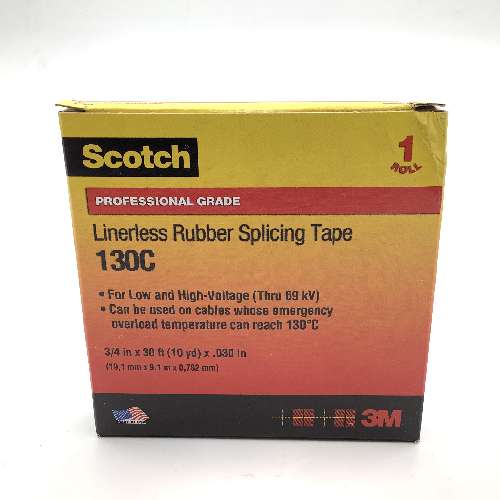 Scotch
1
ROLL
PROFESSIONAL GRADE
Linerless Rubber Splicing Tape
130C
• For Low and High-Voltage (Thru 69 kV)
• Can be used on cables whose emergency
overload temperature can reach 130°C
3/4 in x 30 ft (10 yd) x .030 in
(19,1 mm x 9,1 m x 0,762 mm)
3M